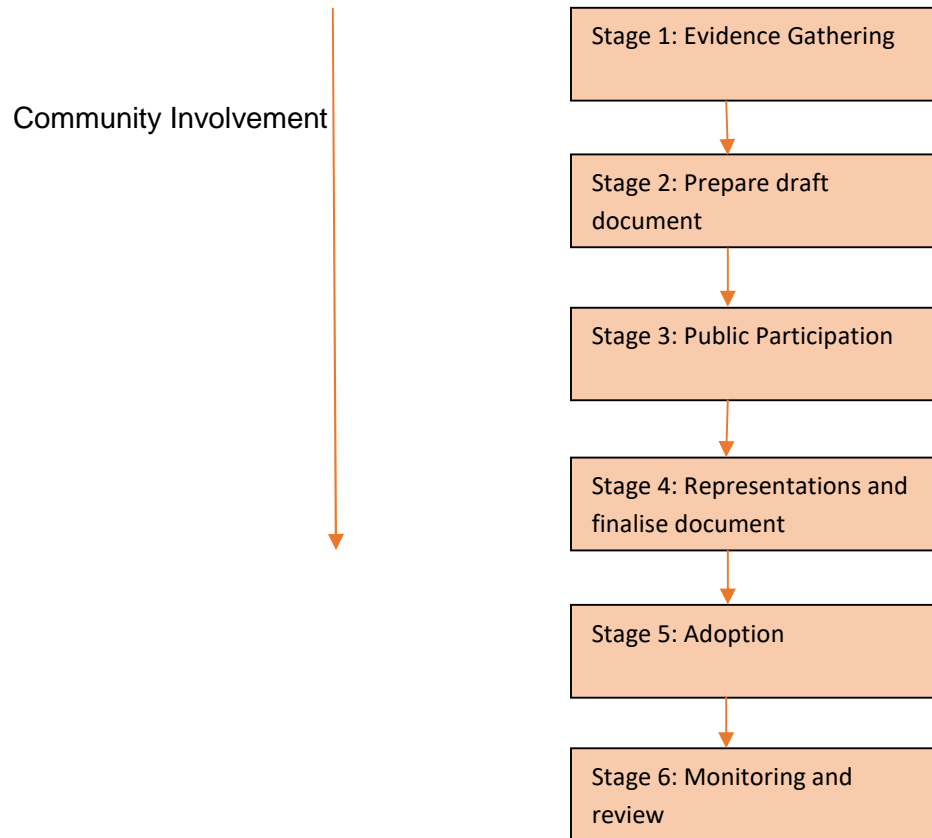 Stage 1: Evidence Gathering
Community Involvement
Stage 2: Prepare draft
document
Stage 3: Public Participation
Stage 4: Representations and
finalise document
Stage 5: Adoption
Stage 6: Monitoring and
review